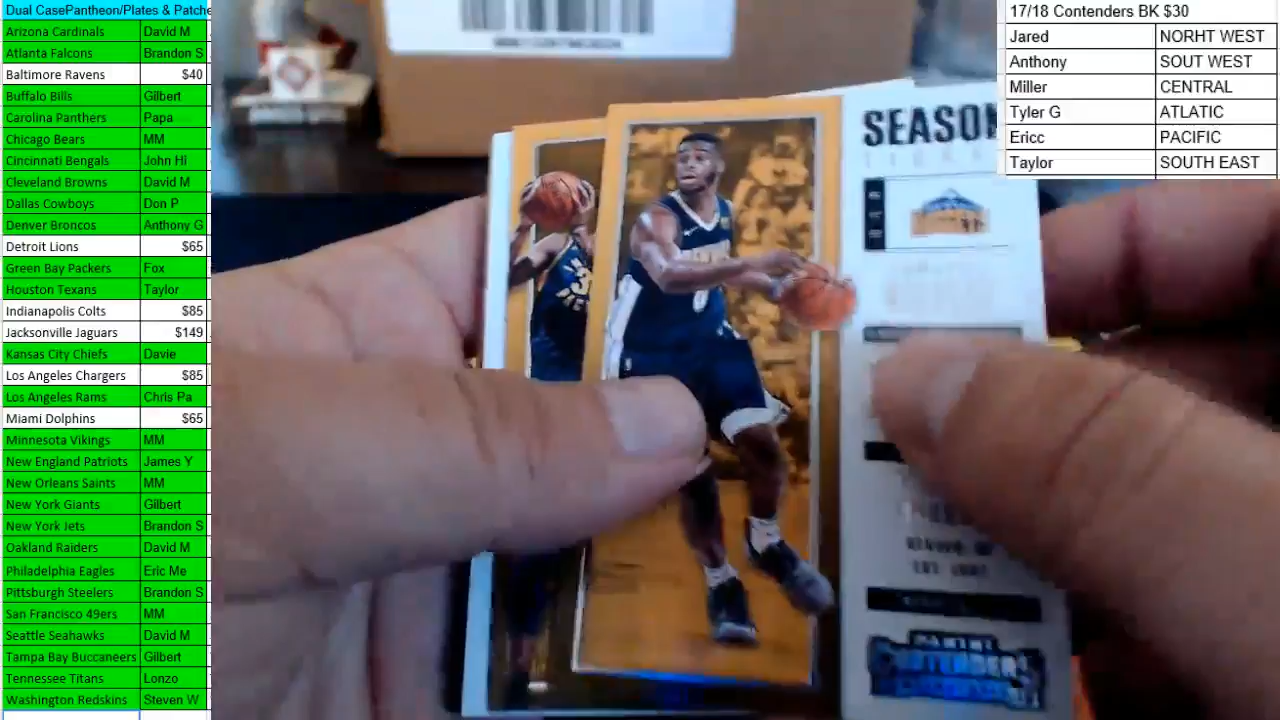 Dual CasePantheon/Plates & Patche
Arizona Cardinals David M
Atlanta Falcons Brandon S
Baltimore Ravens $40
Buffalo Bills Gilbert
Carolina Panthers Papa
Chicago Bears MM
Cincinnati Bengals John Hi
Cleveland Browns David M
Dallas Cowboys Don P
Denver Broncos Anthony G
Detroit Lions $65
Green Bay Packers Fox
Houston Texans Taylor
Indianapolis Colts $85
Jacksonville Jaguars $149
Kansas City Chiefs Davie
Los Angeles Chargers $85
Los Angeles Rams Chris Pa
Miami Dolphins $65
Minnesota Vikings MM
New England Patriots James Y
New Orleans Saints MM
New York Giants Gilbert
New York Jets Brandon S
Oakland Raiders David M
Philadelphia Eagles Eric Me
Pittsburgh Steelers Brandon S
San Francisco 49ers MM
Seattle Seahawks David M
Tampa Bay Buccaneers Gilbert
Tennessee Titans Lonzo
Washington Redskins Steven W
SEASON
PANINI
CONTENDERS
17/18 Contenders BK $30
Jared NORHT WEST
Anthony SOUT WEST
Miller CENTRAL
Tyler G ATLATIC
Ericc PACIFIC
Taylor SOUTH EAST